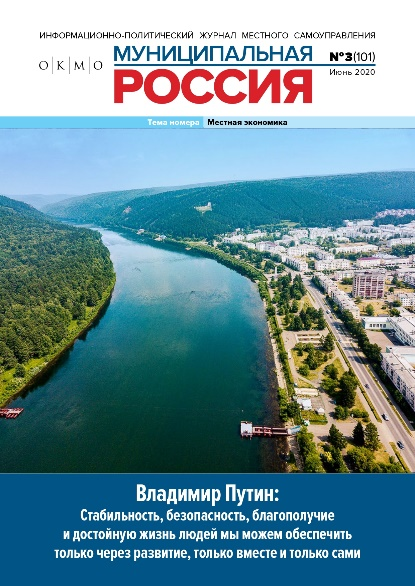 ИНФОРМАЦИОННО-ПОЛИТИЧЕСКИЙ ЖУРНАЛ МЕСТНОГО САМОУПРАВЛЕНИЯ
О К М О
МУНИЦИПАЛЬНАЯ
РОССИЯ
№3(101)
Июнь 2020
Тема номера Местная экономика
Владимир Путин:
Стабильность, безопасность, благополучие
и достойную жизнь людей мы можем обеспечить
только через развитие, только вместе и только сами